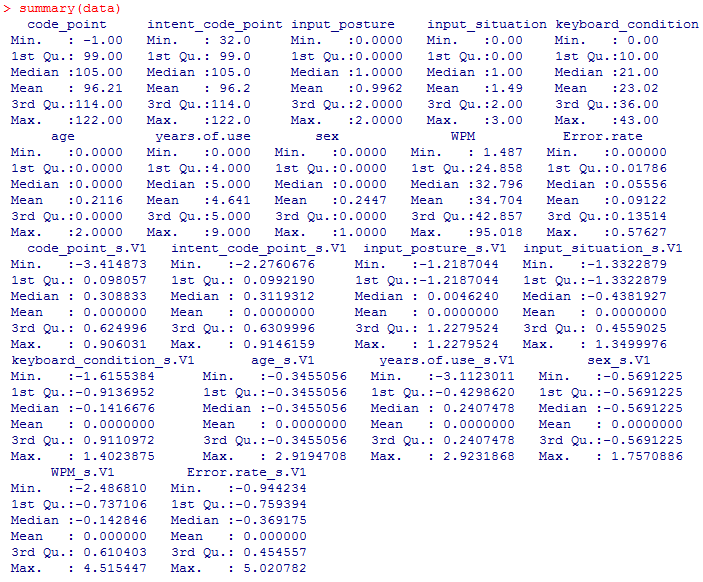 > summary(data)
code_point intent_code_point input_posture input_situation keyboard_condition
Min. : -1.00 Min. : 32.0 Min. :0.0000 Min. :0.00 Min. : 0.00
1st Qu.: 99.00 1st Qu.: 99.0 1st Qu.:0.0000 1st Qu.:0.00 1st Qu.:10.00
Median :105.00 Median :105.0 Median :1.0000 Median :1.00 Median :21.00
Mean : 96.21 Mean : 96.2 Mean :0.9962 Mean :1.49 Mean :23.02
3rd Qu.:114.00 3rd Qu.:114.0 3rd Qu.:2.0000 3rd Qu.:2.00 3rd Qu.:36.00
Max. :122.00 Max. :122.0 Max. :2.0000 Max. :3.00 Max. :43.00
age years.of.use sex WPM Error.rate
Min. :0.0000 Min. :0.000 Min. :0.0000 Min. : 1.487 Min. :0.00000
1st Qu.:0.0000 1st Qu.:4.000 1st Qu.:0.0000 1st Qu.:24.858 1st Qu.:0.01786
Median :0.0000 Median :5.000 Median :0.0000 Median :32.796 Median :0.05556
Mean :0.2116 Mean :4.641 Mean :0.2447 Mean :34.704 Mean :0.09122
3rd Qu.:0.0000 3rd Qu.:5.000 3rd Qu.:0.0000 3rd Qu.:42.857 3rd Qu.:0.13514
Max. :2.0000 Max. :9.000 Max. :1.0000 Max. :95.018 Max. :0.57627
code_point_s.V1 intent_code_point_s.V1 input_posture_s.V1 input_situation_s.V1
Min. :-3.414873 Min. :-2.2760676 Min. :-1.2187044 Min. :-1.3322879
1st Qu.: 0.098057 1st Qu.: 0.0992190 1st Qu.:-1.2187044 1st Qu.:-1.3322879
Median : 0.308833 Median : 0.3119312 Median : 0.0046240 Median :-0.4381927
Mean : 0.000000 Mean : 0.0000000 Mean : 0.0000000 Mean : 0.0000000
3rd Qu.: 0.624996 3rd Qu.: 0.6309996 3rd Qu.: 1.2279524 3rd Qu.: 0.4559025
Max. : 0.906031 Max. : 0.9146159 Max. : 1.2279524 Max. : 1.3499976
keyboard_condition_s.V1 age_s.V1 years.of.use_s.V1 sex_s.V1
Min. :-1.6155384 Min. :-0.3455056 Min. :-3.1123011 Min. :-0.5691225
1st Qu.:-0.9136952 1st Qu.:-0.3455056 1st Qu.:-0.4298620 1st Qu.:-0.5691225
Median :-0.1416676 Median :-0.3455056 Median : 0.2407478 Median :-0.5691225
Mean : 0.0000000 Mean : 0.0000000 Mean : 0.0000000 Mean : 0.0000000
3rd Qu.: 0.9110972 3rd Qu.:-0.3455056 3rd Qu.: 0.2407478 3rd Qu.:-0.5691225
Max. : 1.4023875 Max. : 2.9194708 Max. : 2.9231868 Max. : 1.7570886
WPM_s.V1 Error.rate_s.V1
Min. :-2.486810 Min. :-0.944234
1st Qu.:-0.737106 1st Qu.:-0.759394
Median :-0.142846 Median :-0.369175
Mean : 0.000000 Mean : 0.000000
3rd Qu.: 0.610403 3rd Qu.: 0.454557
Max. : 4.515447 Max. : 5.020782